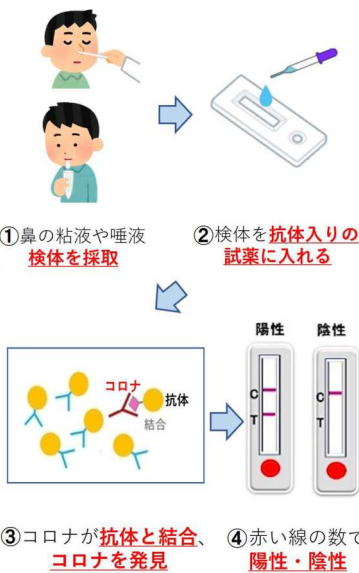 ①鼻の粘液や唾液
検体を採取
②検体を抗体入りの
試薬に入れる
コロナ
抗体
結合
陽性
陰性
C
T
C
T
③コロナが抗体と結合、
コロナを発見
④赤い線の数で
陽性・陰性